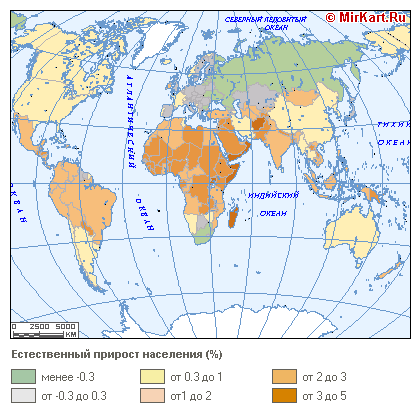 © MirKart.Ru
СЕВЕРНЫЙ ЛЕДОВИТЫЙ
ОКЕАН
АТЛАНТИЧЕСКИЙ
ОКЕАН
ТИХИЙ
ОКЕАН
ИНДИЙСКИЙ
ОКЕАН
0 2500 5000
KM
Естественный прирост населения (%)
менее -0.3
от 0.3 до 1
от 2 до 3
от -0.3 до 0.3
от1 до 2
от 3 до 5